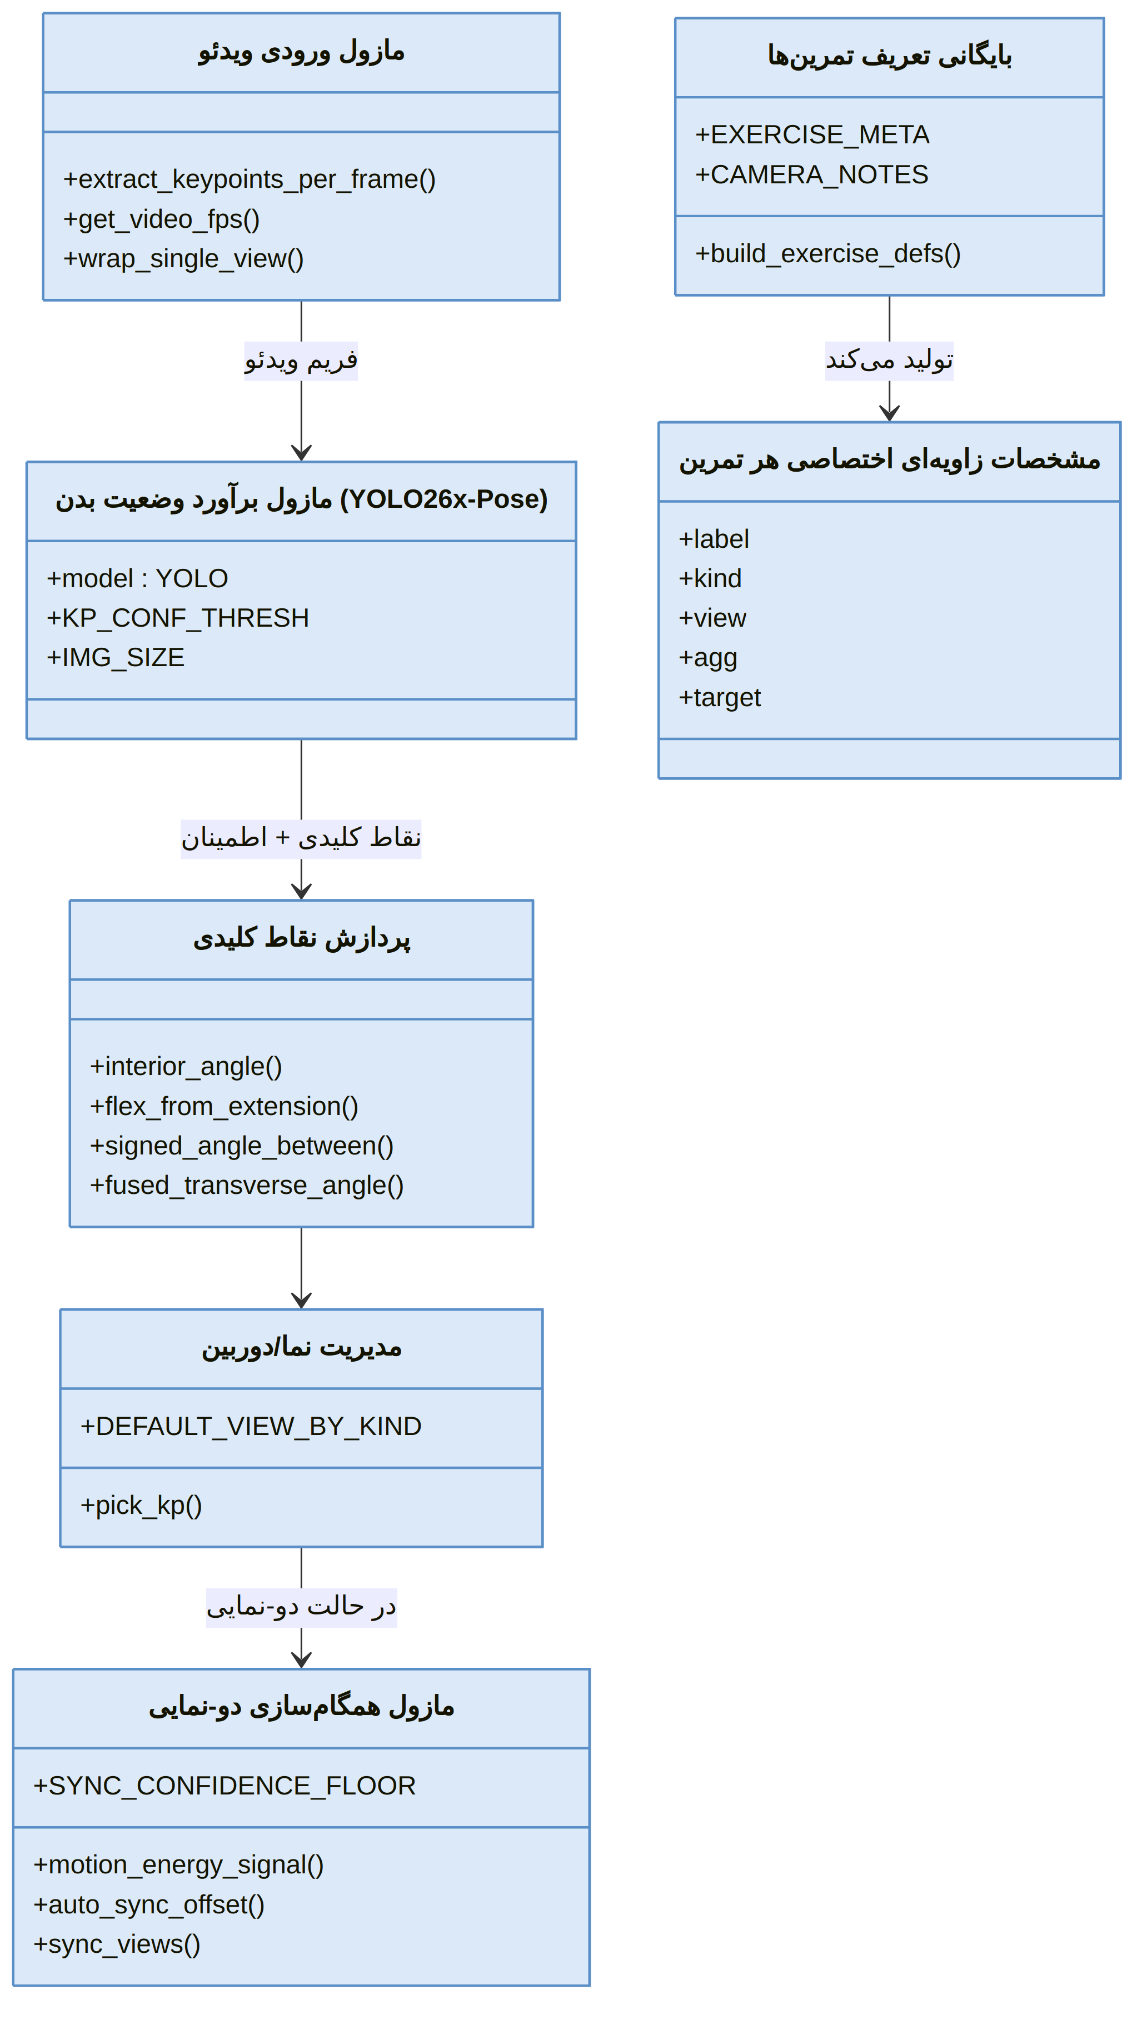 مازول ورودی ویدئو
+extract_keypoints_per_frame()
+get_video_fps()
+wrap_single_view()
فریم ویدئو
مازول برآورد وضعیت بدن (YOLO26x-Pose)
+model : YOLO
+KP_CONF_THRESH
+IMG_SIZE
نقاط کلیدی + اطمینان
پردازش نقاط کلیدی
+interior_angle()
+flex_from_extension()
+signed_angle_between()
+fused_transverse_angle()
مدیریت نما/دوربین
+DEFAULT_VIEW_BY_KIND
+pick_kp()
در حالت دو-نمایی
مازول همگام‌سازی دو-نمایی
+SYNC_CONFIDENCE_FLOOR
+motion_energy_signal()
+auto_sync_offset()
+sync_views()
بایگانی تعریف تمرین‌ها
+EXERCISE_META
+CAMERA_NOTES
+build_exercise_defs()
تولید می‌کند
مشخصات زاویه‌ای اختصاصی هر تمرین
+label
+kind
+view
+agg
+target